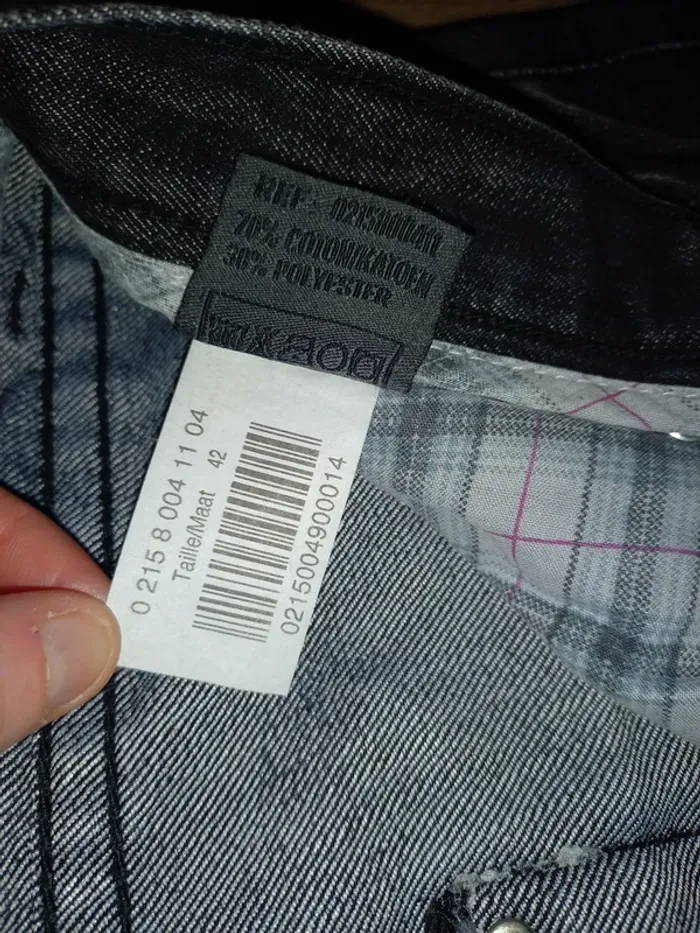 70% COTON/KATOEN
30% POLYESTER
0 215 8 004 11 04
Taille/Maat 42
0215004900014